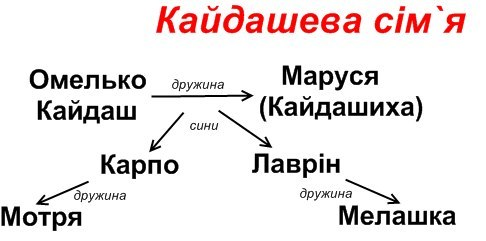 Кайдашева сім`я
Омелько
Кайдаш
дружина
Маруся
(Кайдашиха)
сини
Карпо
Лаврін
дружина
дружина
Мотря
Мелашка